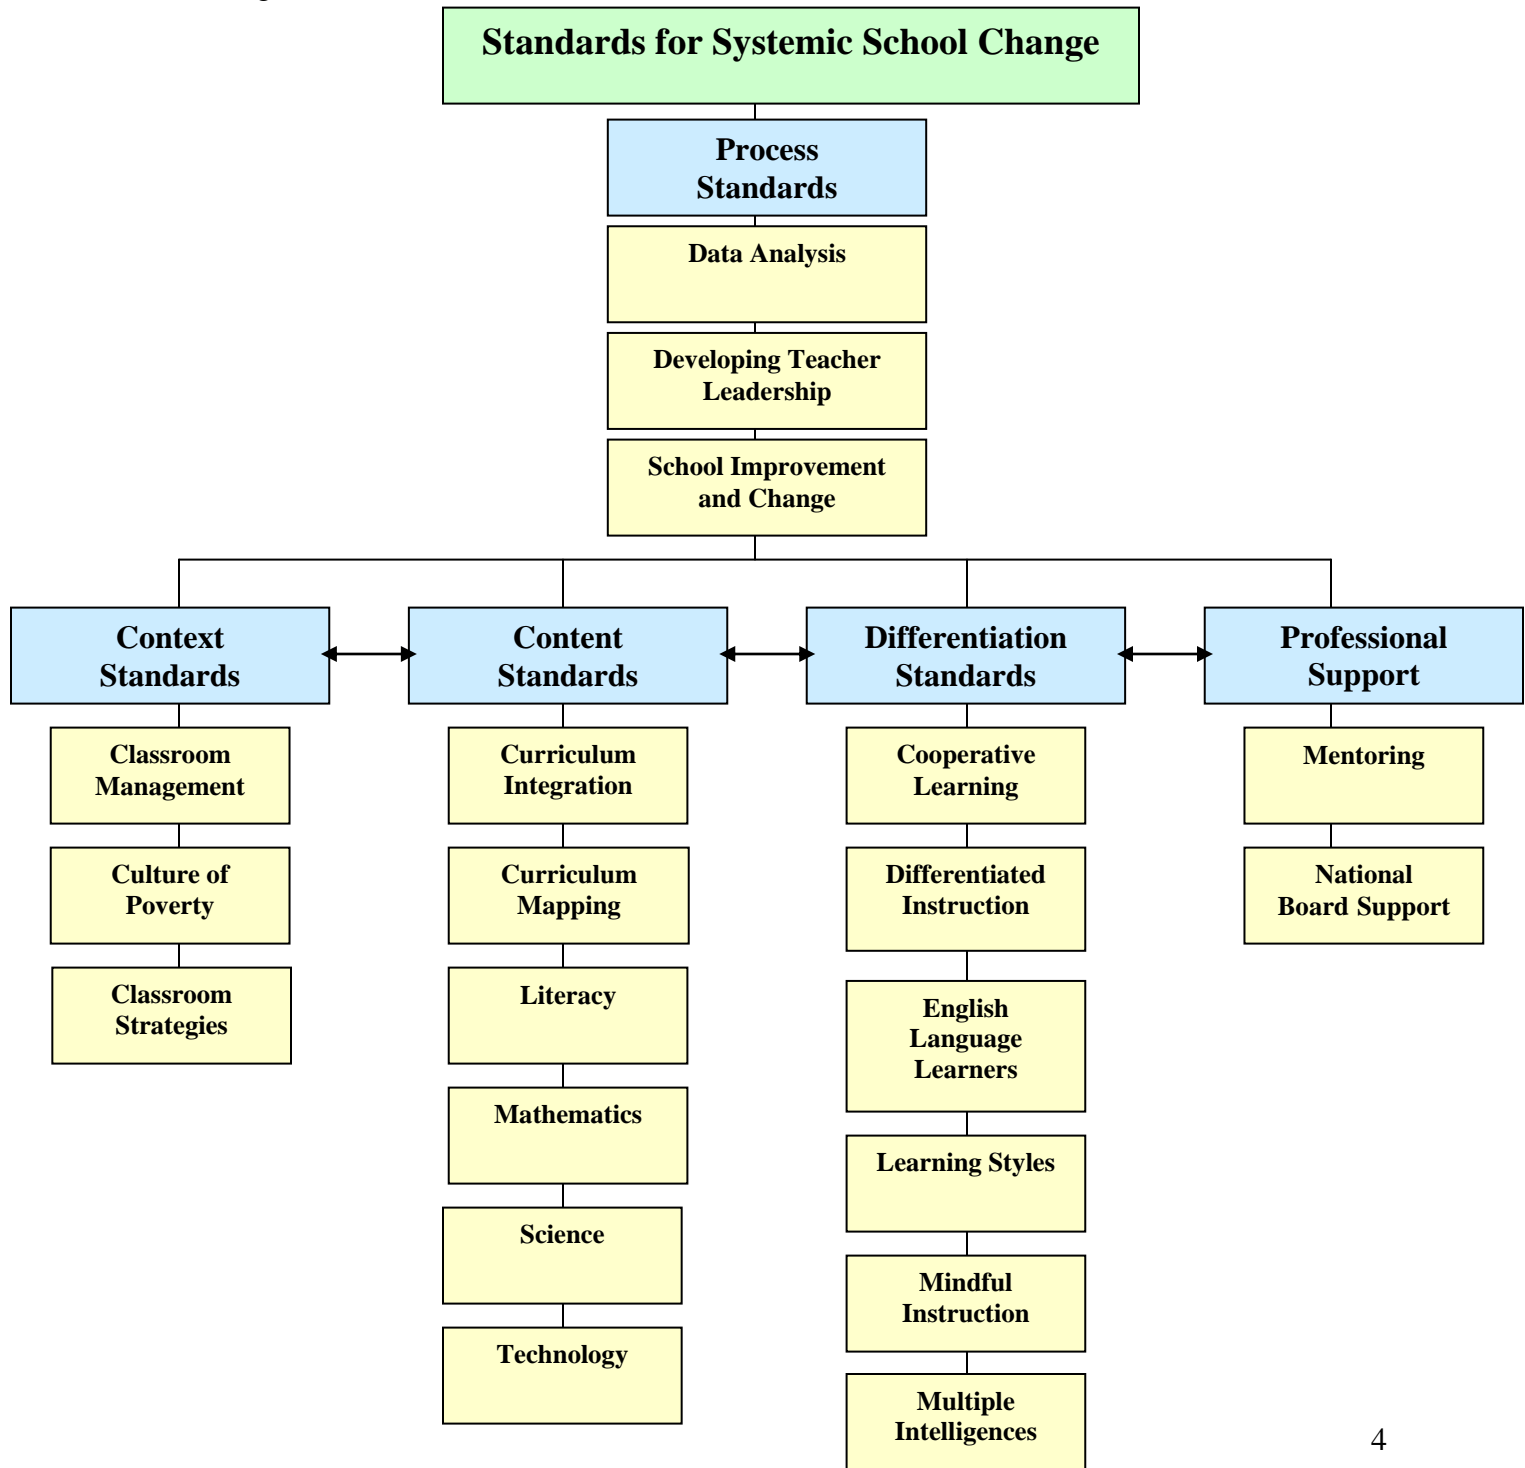 Standards for Systemic School Change
Process
Standards
Data Analysis
Developing Teacher
Leadership
School Improvement
and Change
Context
Standards
Classroom
Management
Culture of
Poverty
Classroom
Strategies
Content
Standards
Curriculum
Integration
Curriculum
Mapping
Literacy
Mathematics
Science
Technology
Differentiation
Standards
Cooperative
Learning
Differentiated
Instruction
English
Language
Learners
Learning Styles
Mindful
Instruction
Multiple
Intelligences
Professional
Support
Mentoring
National
Board Support
4